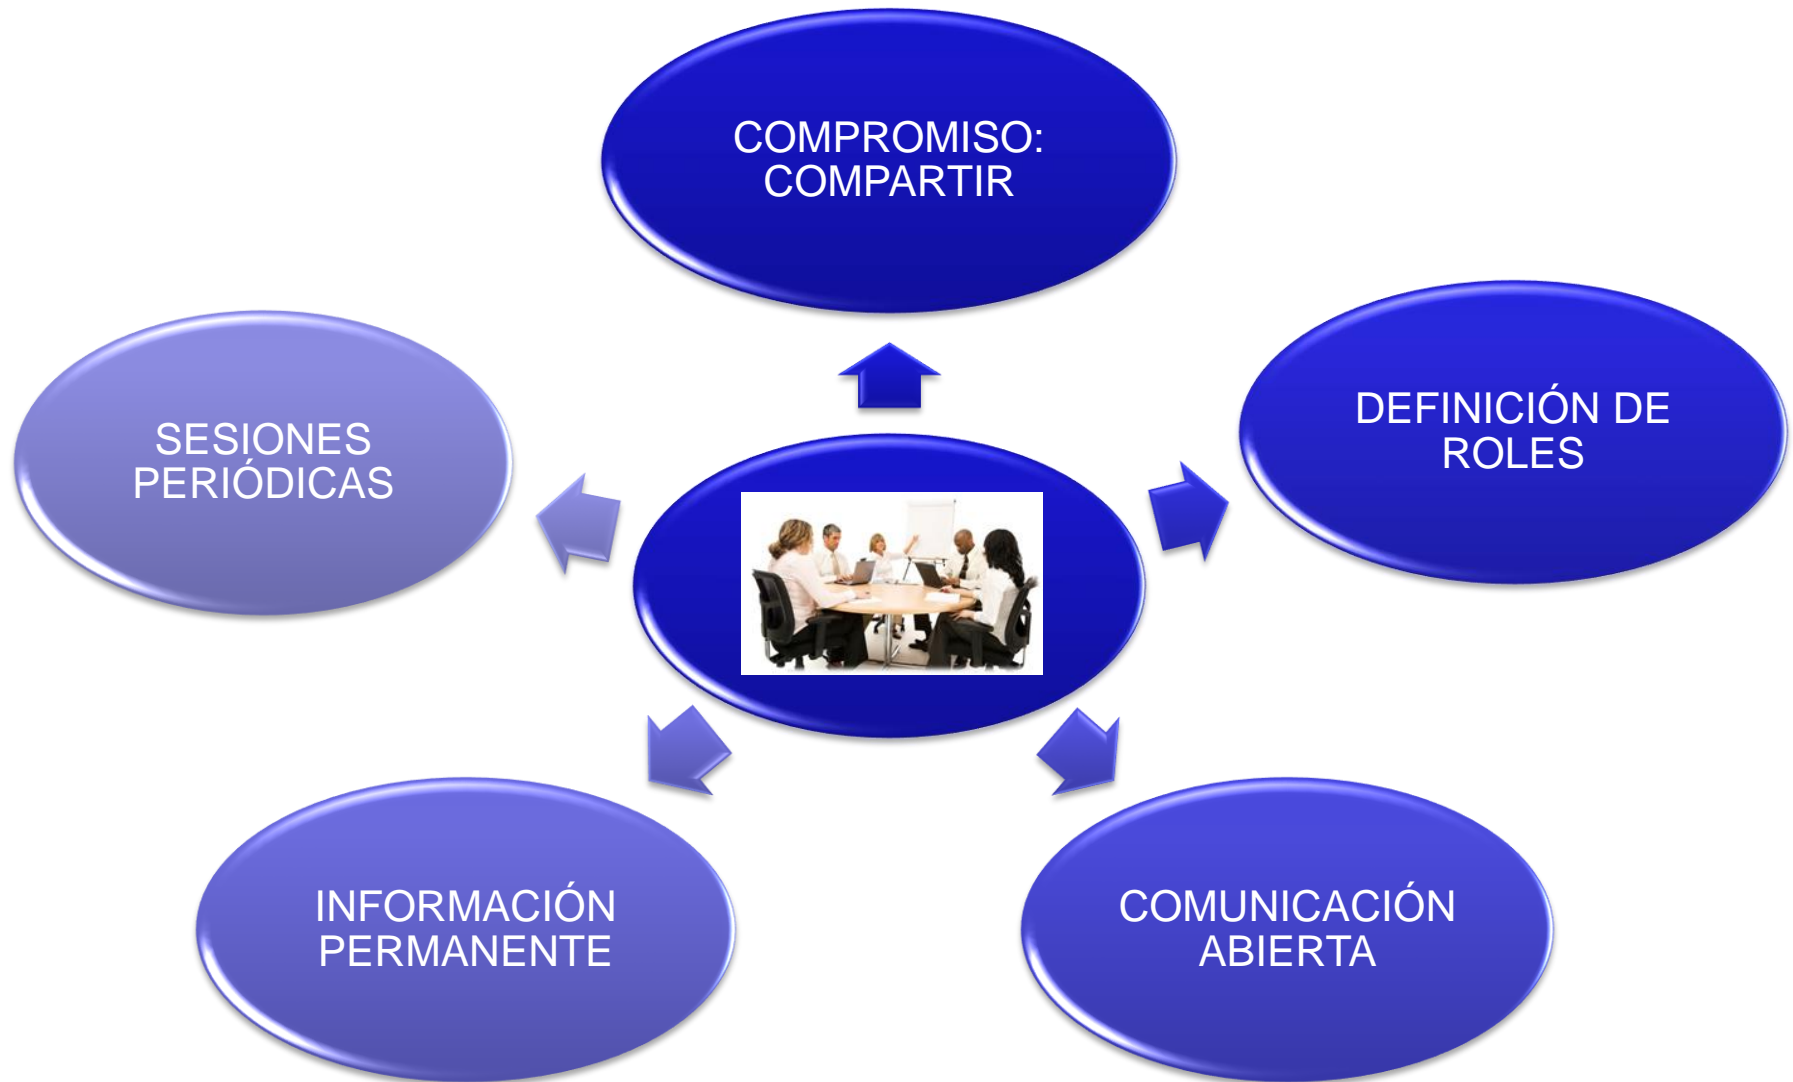 COMPROMISO:
COMPARTIR
DEFINICIÓN DE
ROLES
COMUNICACIÓN
ABIERTA
INFORMACIÓN
PERMANENTE
SESIONES
PERIÓDICAS